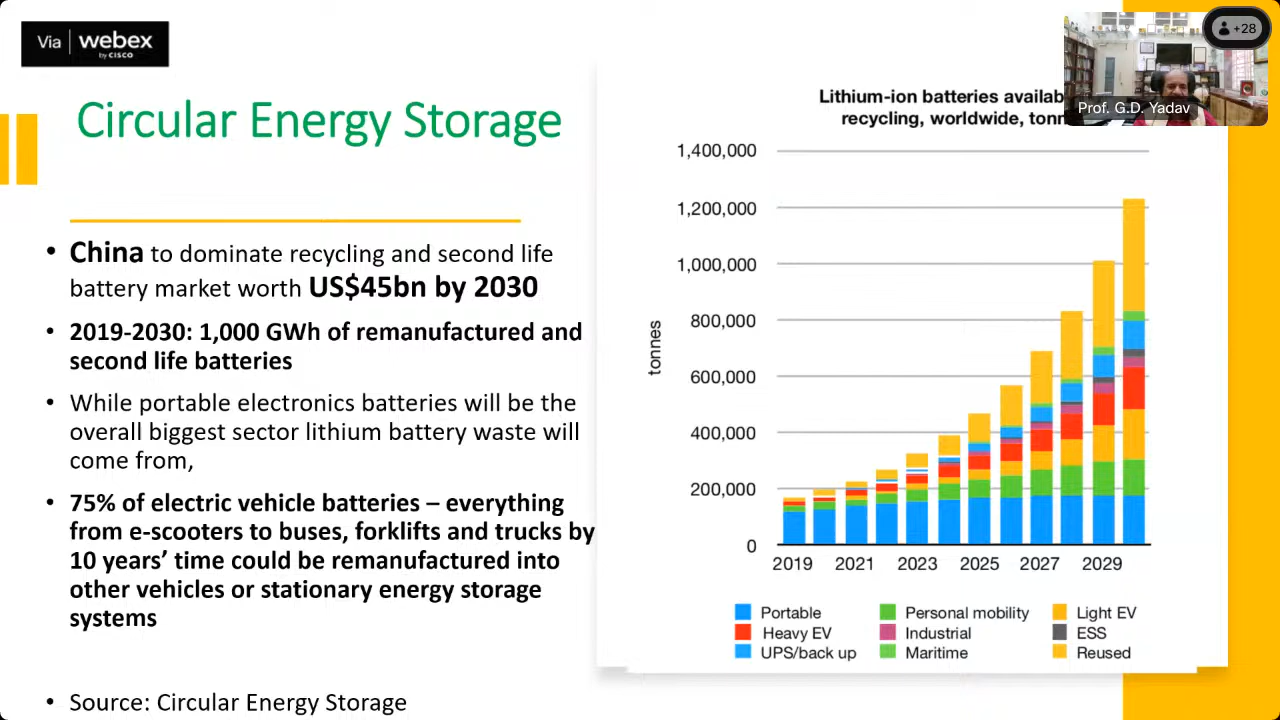 Via webex
by CISCO
+28
Prof. G.D. Yadav
Circular Energy Storage
• China to dominate recycling and second life
battery market worth US$45bn by 2030
• 2019-2030: 1,000 GWh of remanufactured and
second life batteries
• While portable electronics batteries will be the
overall biggest sector lithium battery waste will
come from,
• 75% of electric vehicle batteries – everything
from e-scooters to buses, forklifts and trucks by
10 years’ time could be remanufactured into
other vehicles or stationary energy storage
systems
• Source: Circular Energy Storage
Lithium-ion batteries
recycling, worldwide,
1,400,000
1,200,000
1,000,000
800,000
600,000
400,000
200,000
0
tonnes
2019 2021 2023 2025 2027 2029
Portable Personal mobility Light EV
Heavy EV Industrial ESS
UPS/back up Maritime Reused